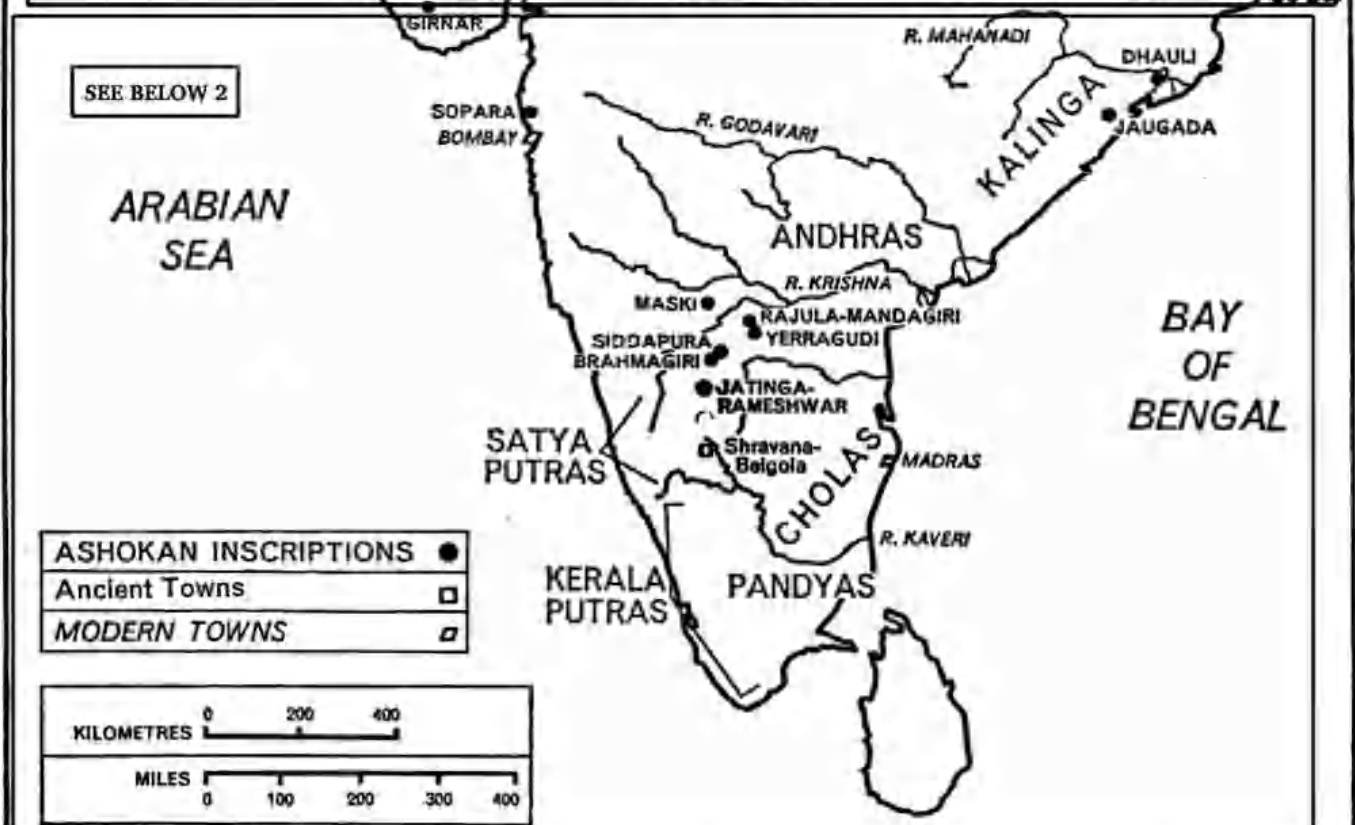 GIRNAR
R. MAHANADI
DHAULI
SEE BELOW 2
SOPARA
BOMBAY
R. GODAVARI
KALINGA
JAUGADA
ARABIAN
SEA
ANDHRAS
R. KRISHNA
MASKI
RAJULA-MANDAGIRI
YERRAGUDI
SIDDAPURA
BRAHMAGIRI
BAY
OF
BENGAL
JATINGA-
RAMESHWAR
SATYA
PUTRAS
Shravana-
Belgola
CHOLAS
MADRAS
R. KAVERI
ASHOKAN INSCRIPTIONS
Ancient Towns
MODERN TOWNS
KERALA
PUTRAS
PANDYAS
0 200 400
KILOMETRES
MILES
0 100 200 300 400